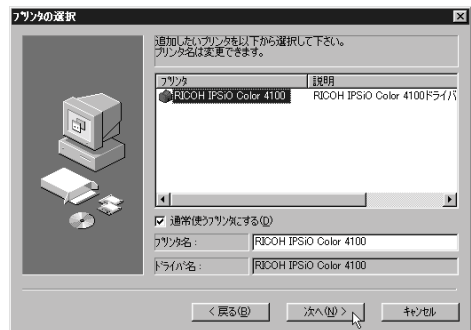 プリンタの選択
追加したいプリンタを以下から選択して下さい。
プリンタ名は変更できます。
プリンタ 説明
RICOH IPSiO Color 4100 RICOH IPSiO Color 4100ドライバ
通常使うプリンタにする(D)
プリンタ名： RICOH IPSiO Color 4100
ドライバ名： RICOH IPSiO Color 4100
< 戻る(B) 次へ(N) > キャンセル